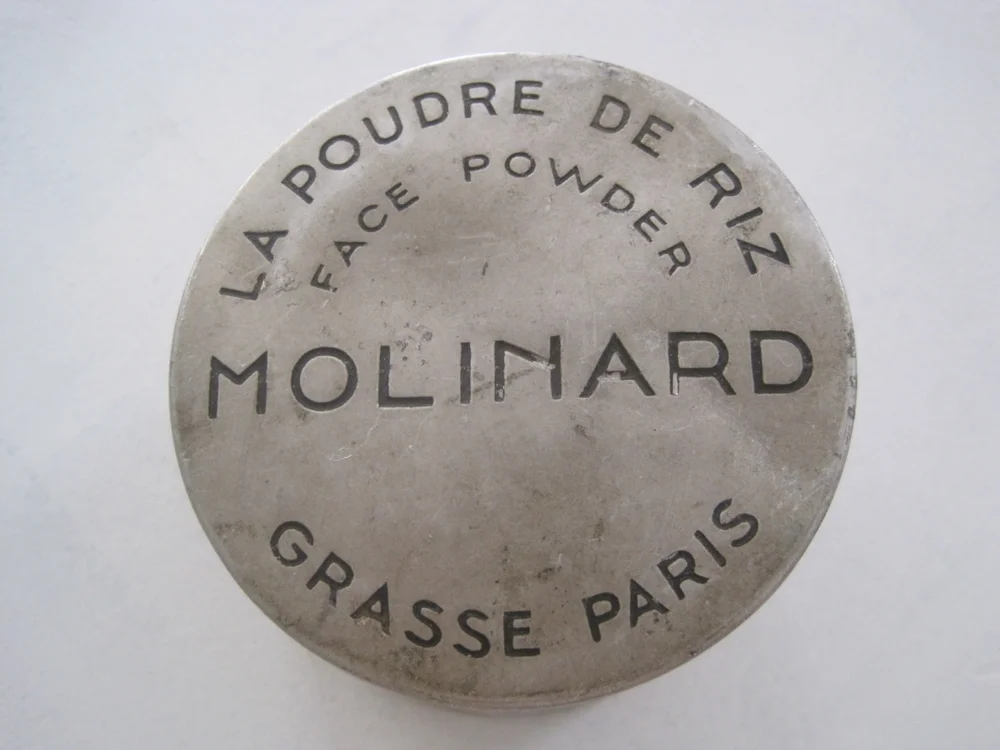 LA POUDRE DE RIZ
FACE POWDER
MOLINARD
GRASSE PARIS